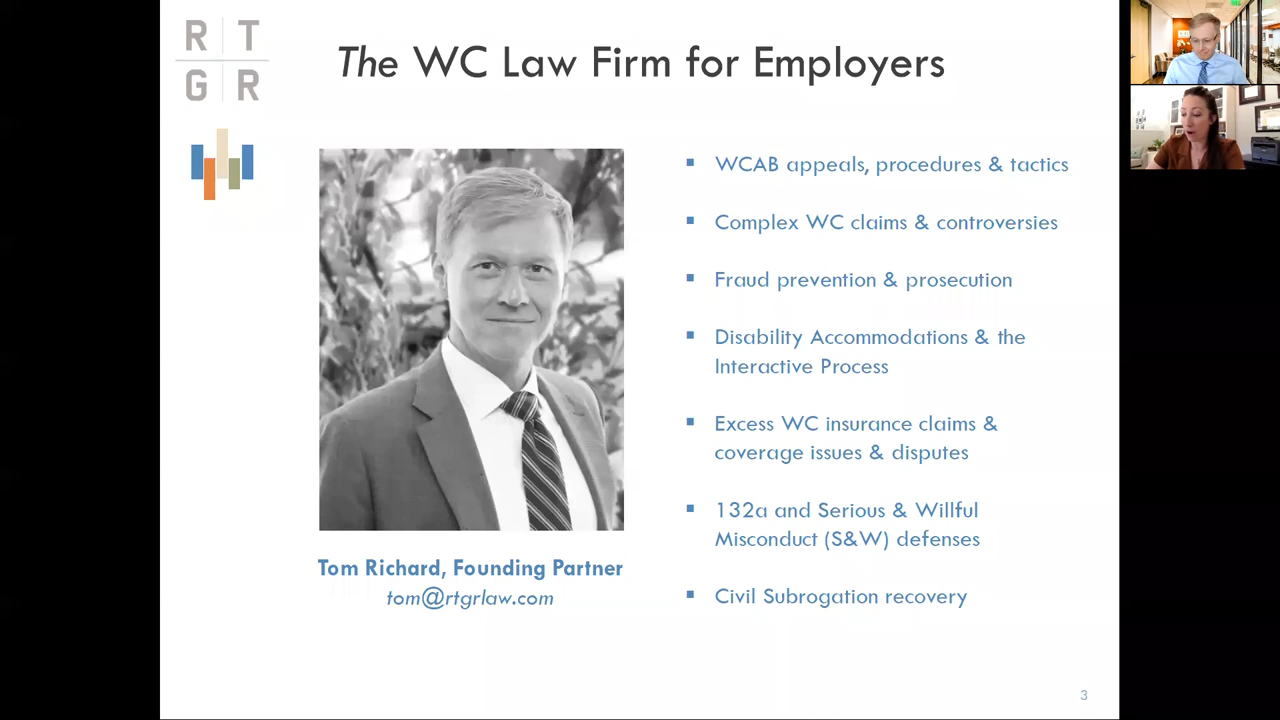 R T
G R
The WC Law Firm for Employers
▪ WCAB appeals, procedures & tactics
▪ Complex WC claims & controversies
▪ Fraud prevention & prosecution
▪ Disability Accommodations & the
Interactive Process
▪ Excess WC insurance claims &
coverage issues & disputes
▪ 132a and Serious & Willful
Misconduct (S&W) defenses
▪ Civil Subrogation recovery
Tom Richard, Founding Partner
tom@rtgrlaw.com
3